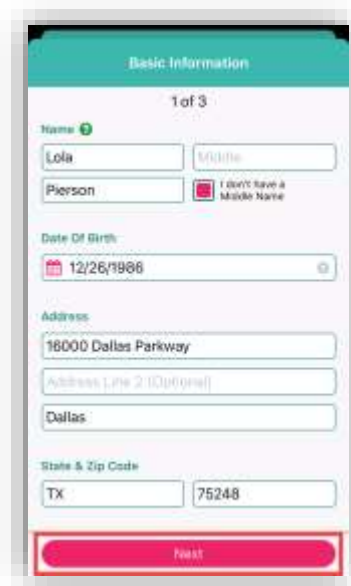 Basic Information
1 of 3
Name ?
Lola Middle
Pierson I don't have a
Middle Name
Date Of Birth
12/26/1986
Address
16000 Dallas Parkway
Address Line 2 (Optional)
Dallas
State & Zip Code
TX 75248
Next